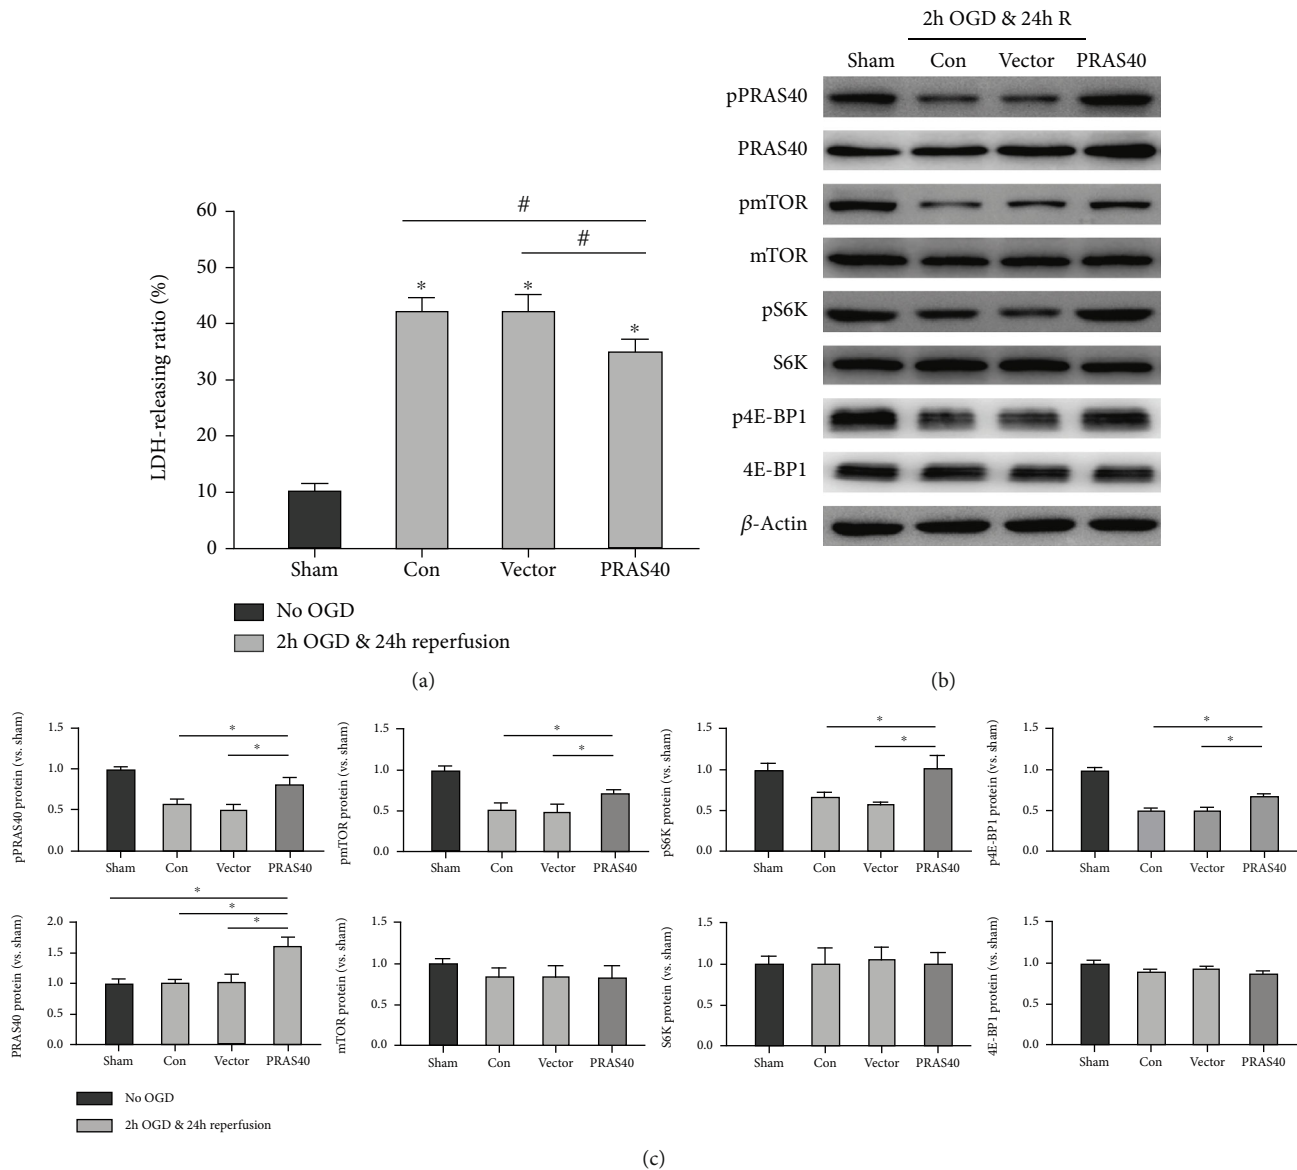 60
50
40
30
20
10
0
LDH-releasing ratio (%)
#
#
*
*
*
Sham Con Vector PRAS40
No OGD
2h OGD & 24h reperfusion
(a)
2h OGD & 24h R
Sham Con Vector PRAS40
pPRAS40
PRAS40
pmTOR
mTOR
pS6K
S6K
p4E-BP1
4E-BP1
β-Actin
(b)
pPRAS40 protein (vs. sham)
1.5
1.0
0.5
0.0
*
*
Sham Con Vector PRAS40
pmTOR protein (vs. sham)
1.5
1.0
0.5
0.0
*
*
Sham Con Vector PRAS40
pS6K protein (vs. sham)
1.5
1.0
0.5
0.0
*
*
Sham Con Vector PRAS40
p4E-BP1 protein (vs. sham)
1.5
1.0
0.5
0.0
*
*
Sham Con Vector PRAS40
PRAS40 protein (vs. sham)
2.0
1.5
1.0
0.5
0.0
*
*
*
Sham Con Vector PRAS40
mTOR protein (vs. sham)
1.5
1.0
0.5
0.0
Sham Con Vector PRAS40
S6K protein (vs. sham)
1.5
1.0
0.5
0.0
Sham Con Vector PRAS40
4E-BP1 protein (vs. sham)
1.5
1.0
0.5
0.0
Sham Con Vector PRAS40
No OGD
2h OGD & 24h reperfusion
(c)